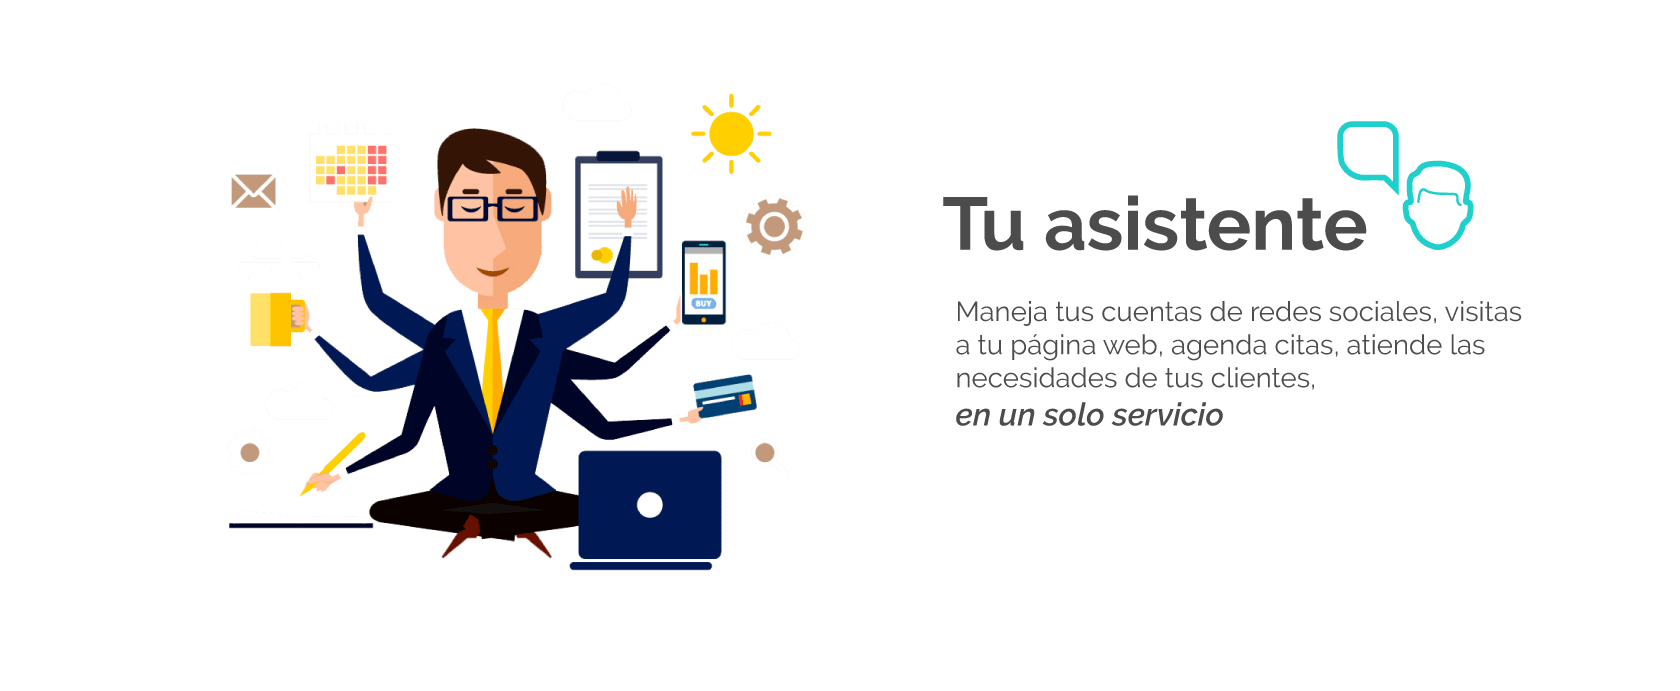 Tu asistente
Maneja tus cuentas de redes sociales, visitas
a tu página web, agenda citas, atiende las
necesidades de tus clientes,
en un solo servicio
BUY